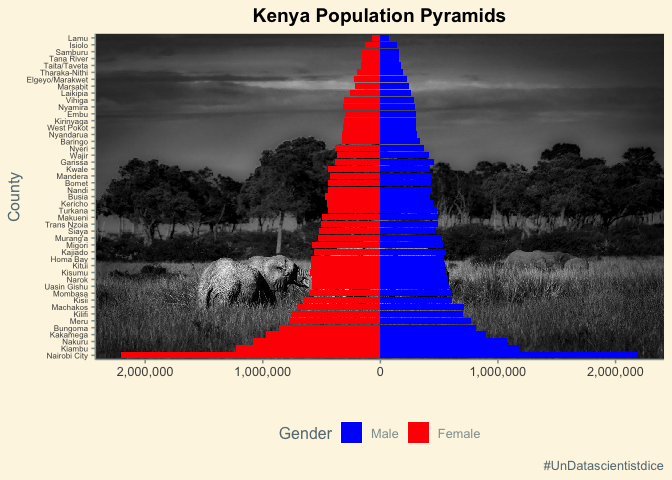 Kenya Population Pyramids
County
Lamu
Isiolo
Samburu
Tana River
Taita/Taveta
Tharaka-Nithi
Elgeyo/Marakwet
Marsabit
Laikipia
Vihiga
Nyamira
Embu
Kirinyaga
West Pokot
Nyandarua
Baringo
Nyeri
Wajir
Garissa
Kwale
Mandera
Bomet
Nandi
Busia
Kericho
Turkana
Makueni
Trans Nzoia
Siaya
Murang'a
Migori
Kajiado
Homa Bay
Kitui
Kisumu
Narok
Uasin Gishu
Mombasa
Kisii
Machakos
Kilifi
Meru
Bungoma
Kakamega
Nakuru
Kiambu
Nairobi City
2,000,000 1,000,000 0 1,000,000 2,000,000
Gender Male Female
#UnDatascientistdice